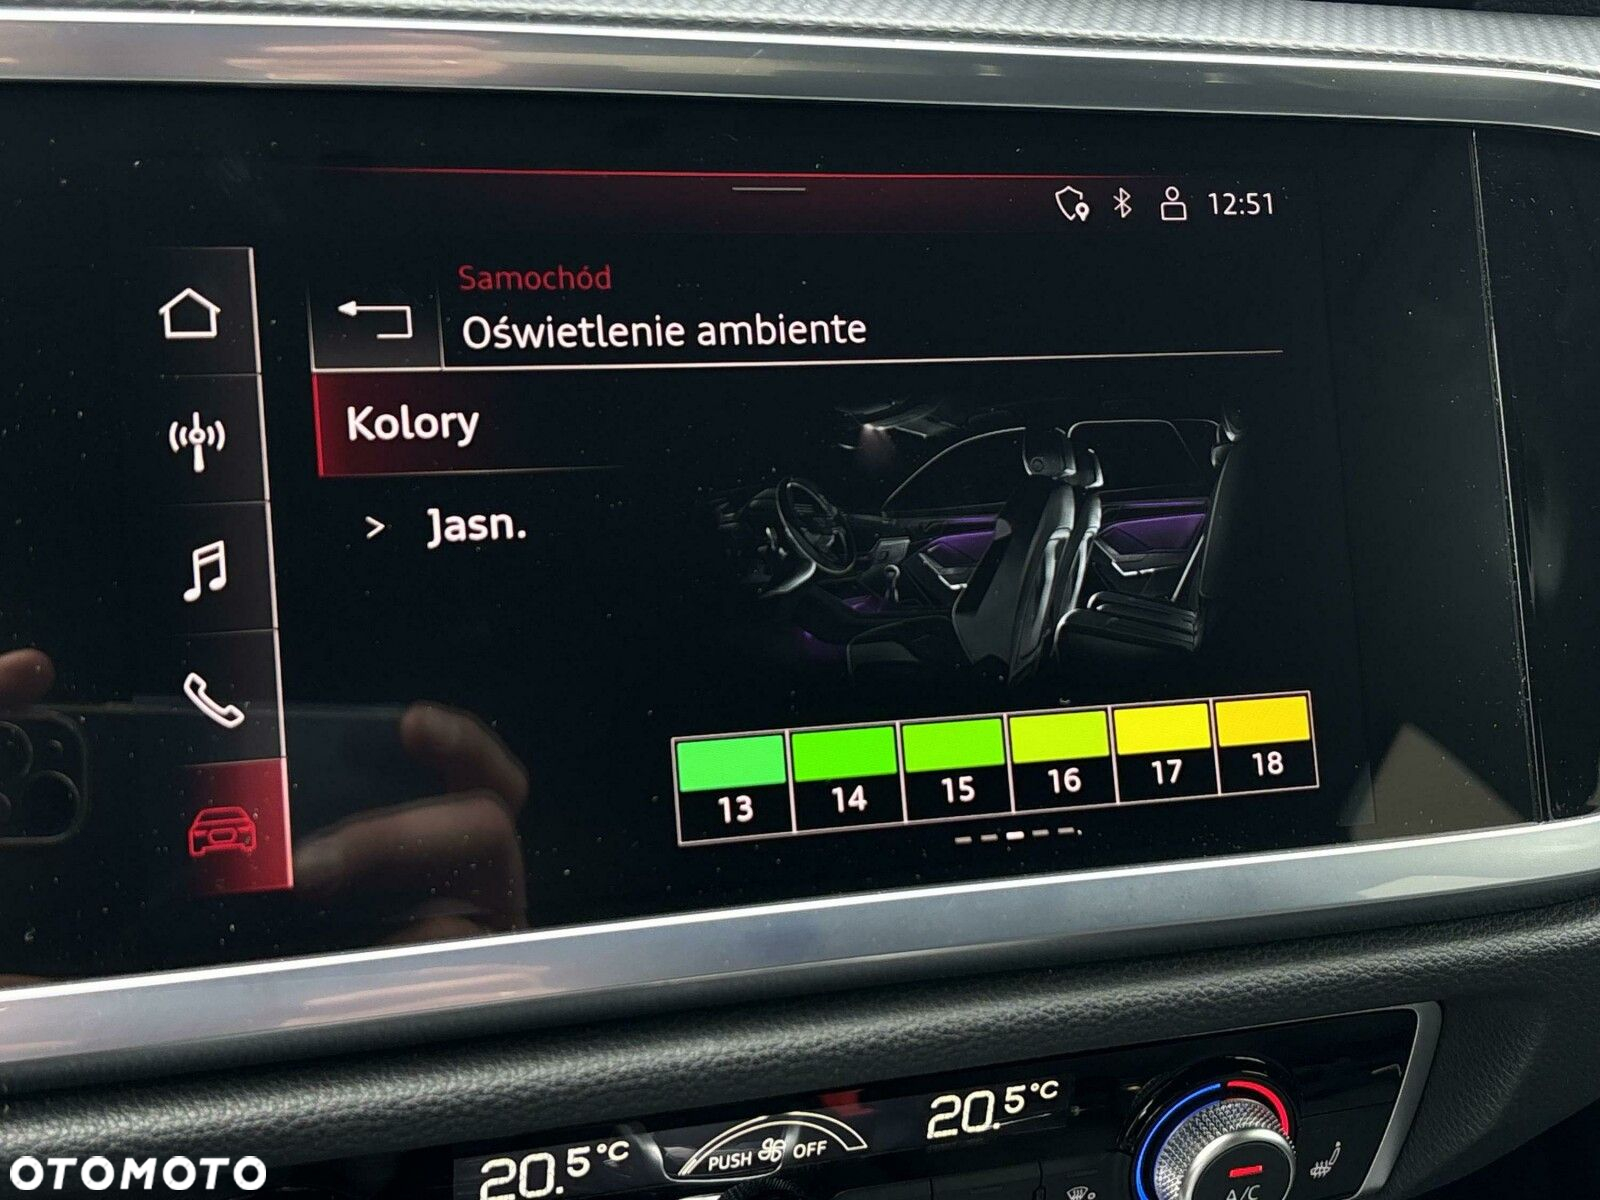 12:51
Samochód
Oświetlenie ambiente
Kolory
> Jasn.
13 14 15 16 17 18
20.5°C PUSH OFF 20.5°C
A/C
OTOMOTO